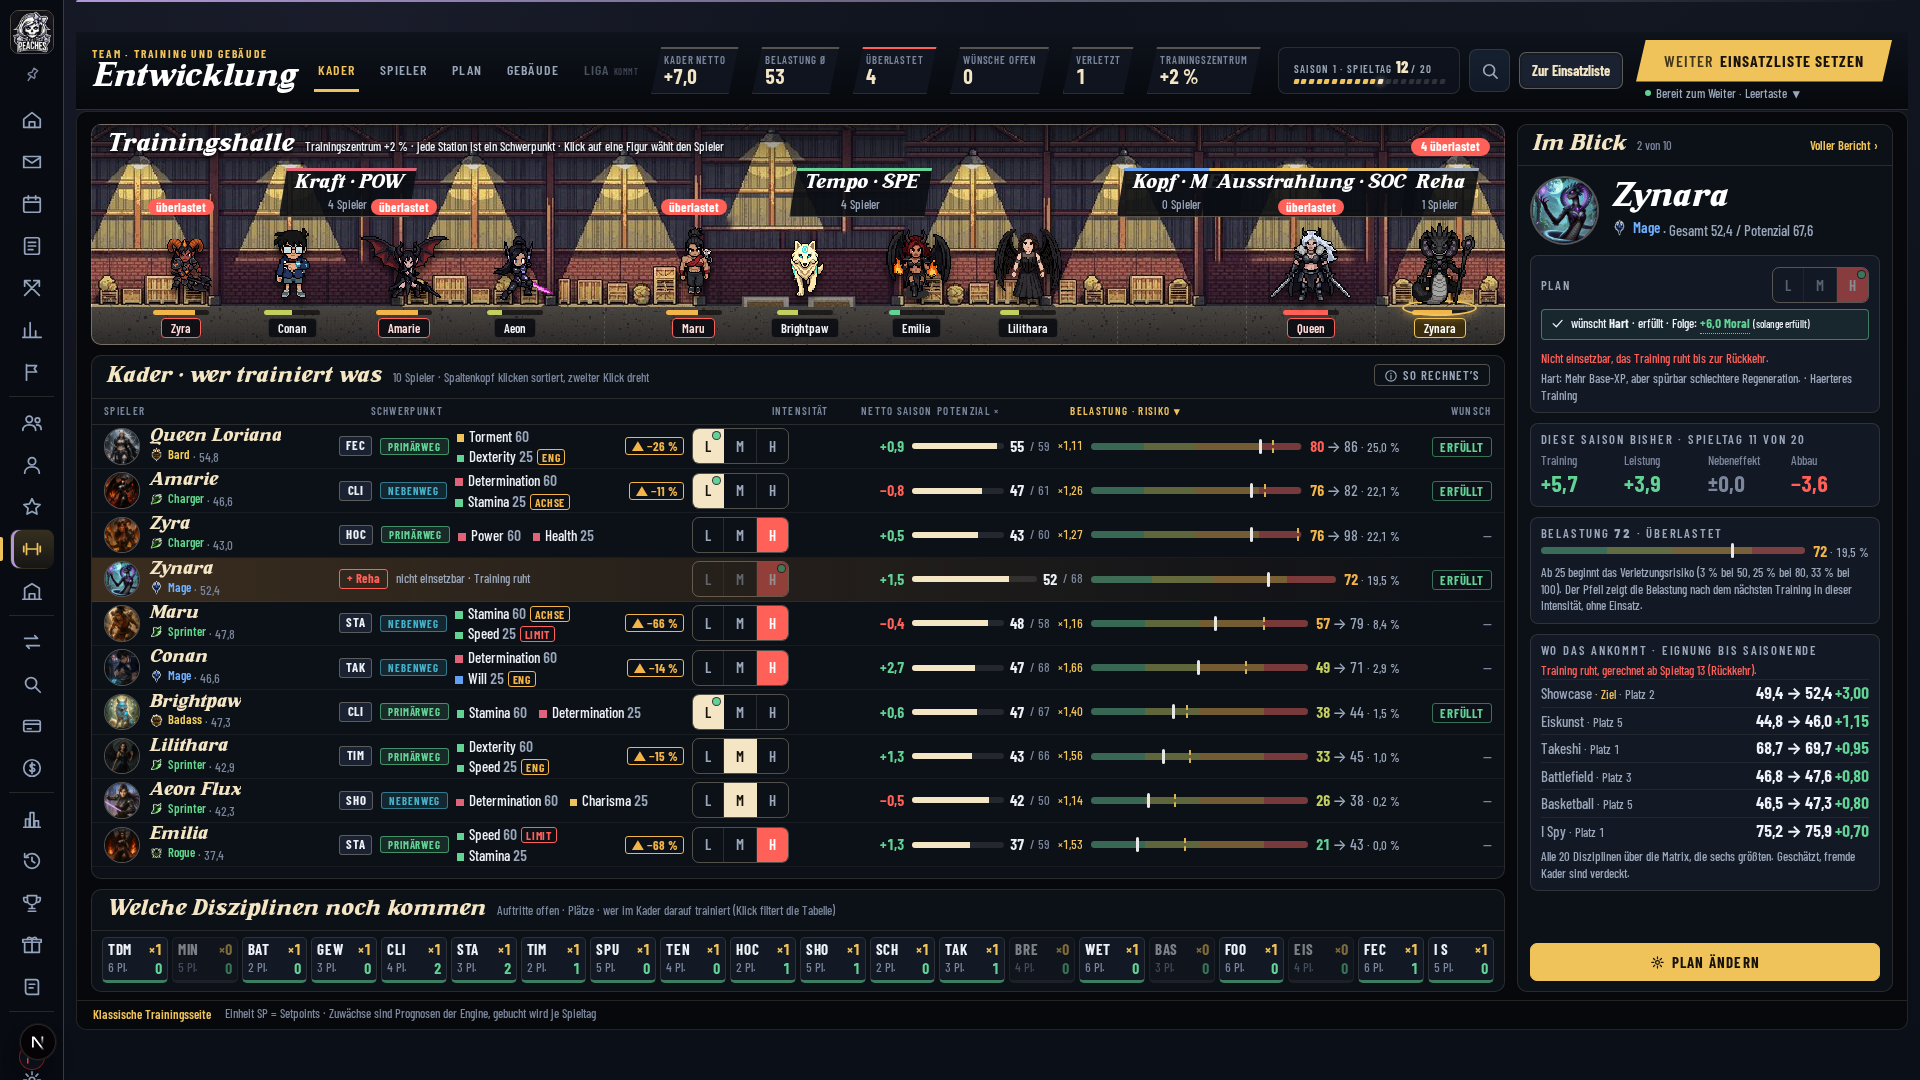 REACHES
TEAM · TRAINING UND GEBÄUDE
Entwicklung
KADER
SPIELER
PLAN
GEBÄUDE
LIGA KOMMT
KADER NETTO
+7,0
BELASTUNG Ø
53
ÜBERLASTET
4
WÜNSCHE OFFEN
0
VERLETZT
1
TRAININGSZENTRUM
+2 %
SAISON 1 · SPIELTAG 12 / 20
Zur Einsatzliste
WEITER EINSATZLISTE SETZEN
Bereit zum Weiter · Leertaste ▼
Trainingshalle Trainingszentrum +2 % · jede Station ist ein Schwerpunkt · Klick auf eine Figur wählt den Spieler
4 überlastet
Kraft · POW
4 Spieler
Tempo · SPE
4 Spieler
Kopf · M
0 Spieler
Ausstrahlung · SOC
Reha
1 Spieler
überlastet
überlastet
überlastet
überlastet
Zyra
Conan
Amarie
Aeon
Maru
Brightpaw
Emilia
Lilithara
Queen
Zynara
Kader · wer trainiert was 10 Spieler · Spaltenkopf klicken sortiert, zweiter Klick dreht
SO RECHNET'S
SPIELER SCHWERPUNKT INTENSITÄT NETTO SAISON POTENZIAL × BELASTUNG · RISIKO ▼ WUNSCH
Queen Loriana
Bard · 54,8
FEC PRIMÄRWEG
Torment 60
Dexterity 25 ENG
▲ −26 %
L M H
+0,9 55 / 59 ×1,11 80 → 86 · 25,0 % ERFÜLLT
Amarie
Charger · 46,6
CLI NEBENWEG
Determination 60
Stamina 25 ACHSE
▲ −11 %
L M H
−0,8 47 / 61 ×1,26 76 → 82 · 22,1 % ERFÜLLT
Zyra
Charger · 43,0
HOC PRIMÄRWEG
Power 60 Health 25
L M H
+0,5 43 / 60 ×1,27 76 → 98 · 22,1 %
Zynara
Mage · 52,4
+ Reha nicht einsetzbar · Training ruht
L M H
+1,5 52 / 68 72 · 19,5 % ERFÜLLT
Maru
Sprinter · 47,8
STA NEBENWEG
Stamina 60 ACHSE
Speed 25 LIMIT
▲ −66 %
L M H
−0,4 48 / 58 ×1,16 57 → 79 · 8,4 % –
Conan
Mage · 46,6
TAK NEBENWEG
Determination 60
Will 25 ENG
▲ −14 %
L M H
+2,7 47 / 68 ×1,66 49 → 71 · 2,9 % –
Brightpaw
Badass · 47,3
CLI PRIMÄRWEG
Stamina 60 Determination 25
L M H
+0,6 47 / 67 ×1,40 38 → 44 · 1,5 % ERFÜLLT
Lilithara
Sprinter · 42,9
TIM PRIMÄRWEG
Dexterity 60
Speed 25 ENG
▲ −15 %
L M H
+1,3 43 / 66 ×1,56 33 → 45 · 1,0 % –
Aeon Flux
Sprinter · 42,3
SHO NEBENWEG
Determination 60 Charisma 25
L M H
−0,5 42 / 50 ×1,14 26 → 38 · 0,2 % –
Emilia
Rogue · 37,4
STA PRIMÄRWEG
Speed 60 LIMIT
Stamina 25
▲ −68 %
L M H
+1,3 37 / 59 ×1,53 21 → 43 · 0,0 % –
Welche Disziplinen noch kommen Auftritte offen · Plätze · wer im Kader darauf trainiert (Klick filtert die Tabelle)
TDM ×1 MIN ×0 BAT ×1 GEW ×1 CLI ×1 STA ×1 TIM ×1 SPU ×1 TEN ×1 HOC ×1 SHO ×1 SCH ×1 TAK ×1 BRE ×0 WET ×1 BAS ×0 FOO ×1 EIS ×0 FEC ×1 I S ×1
6 Pl. 0 5 Pl. 0 2 Pl. 0 3 Pl. 0 4 Pl. 2 3 Pl. 2 2 Pl. 1 5 Pl. 0 4 Pl. 0 2 Pl. 1 5 Pl. 1 2 Pl. 0 3 Pl. 1 4 Pl. 0 6 Pl. 0 3 Pl. 0 6 Pl. 0 4 Pl. 0 6 Pl. 1 5 Pl. 0
Klassische Trainingsseite Einheit SP = Setpoints · Zuwächse sind Prognosen der Engine, gebucht wird je Spieltag
Im Blick 2 von 10
Voller Bericht ›
Zynara
Mage · Gesamt 52,4 / Potenzial 67,6
PLAN
L M H
wünscht Hart · erfüllt · Folge: +6,0 Moral (solange erfüllt)
Nicht einsetzbar, das Training ruht bis zur Rückkehr.
Hart: Mehr Base-XP, aber spürbar schlechtere Regeneration. · Haerteres
Training
DIESE SAISON BISHER · SPIELTAG 11 VON 20
Training Leistung Nebeneffekt Abbau
+5,7 +3,9 ±0,0 −3,6
BELASTUNG 72 · ÜBERLASTET
72 · 19,5 %
Ab 25 beginnt das Verletzungsrisiko (3 % bei 50, 25 % bei 80, 33 % bei
100). Der Pfeil zeigt die Belastung nach dem nächsten Training in dieser
Intensität, ohne Einsatz.
WO DAS ANKOMMT · EIGNUNG BIS SAISONENDE
Training ruht, gerechnet ab Spieltag 13 (Rückkehr).
Showcase · Ziel · Platz 2 49,4 → 52,4 +3,00
Eiskunst · Platz 5 44,8 → 46,0 +1,15
Takeshi · Platz 1 68,7 → 69,7 +0,95
Battlefield · Platz 3 46,8 → 47,6 +0,80
Basketball · Platz 5 46,5 → 47,3 +0,80
I Spy · Platz 1 75,2 → 75,9 +0,70
Alle 20 Disziplinen über die Matrix, die sechs größten. Geschätzt, fremde
Kader sind verdeckt.
PLAN ÄNDERN
N